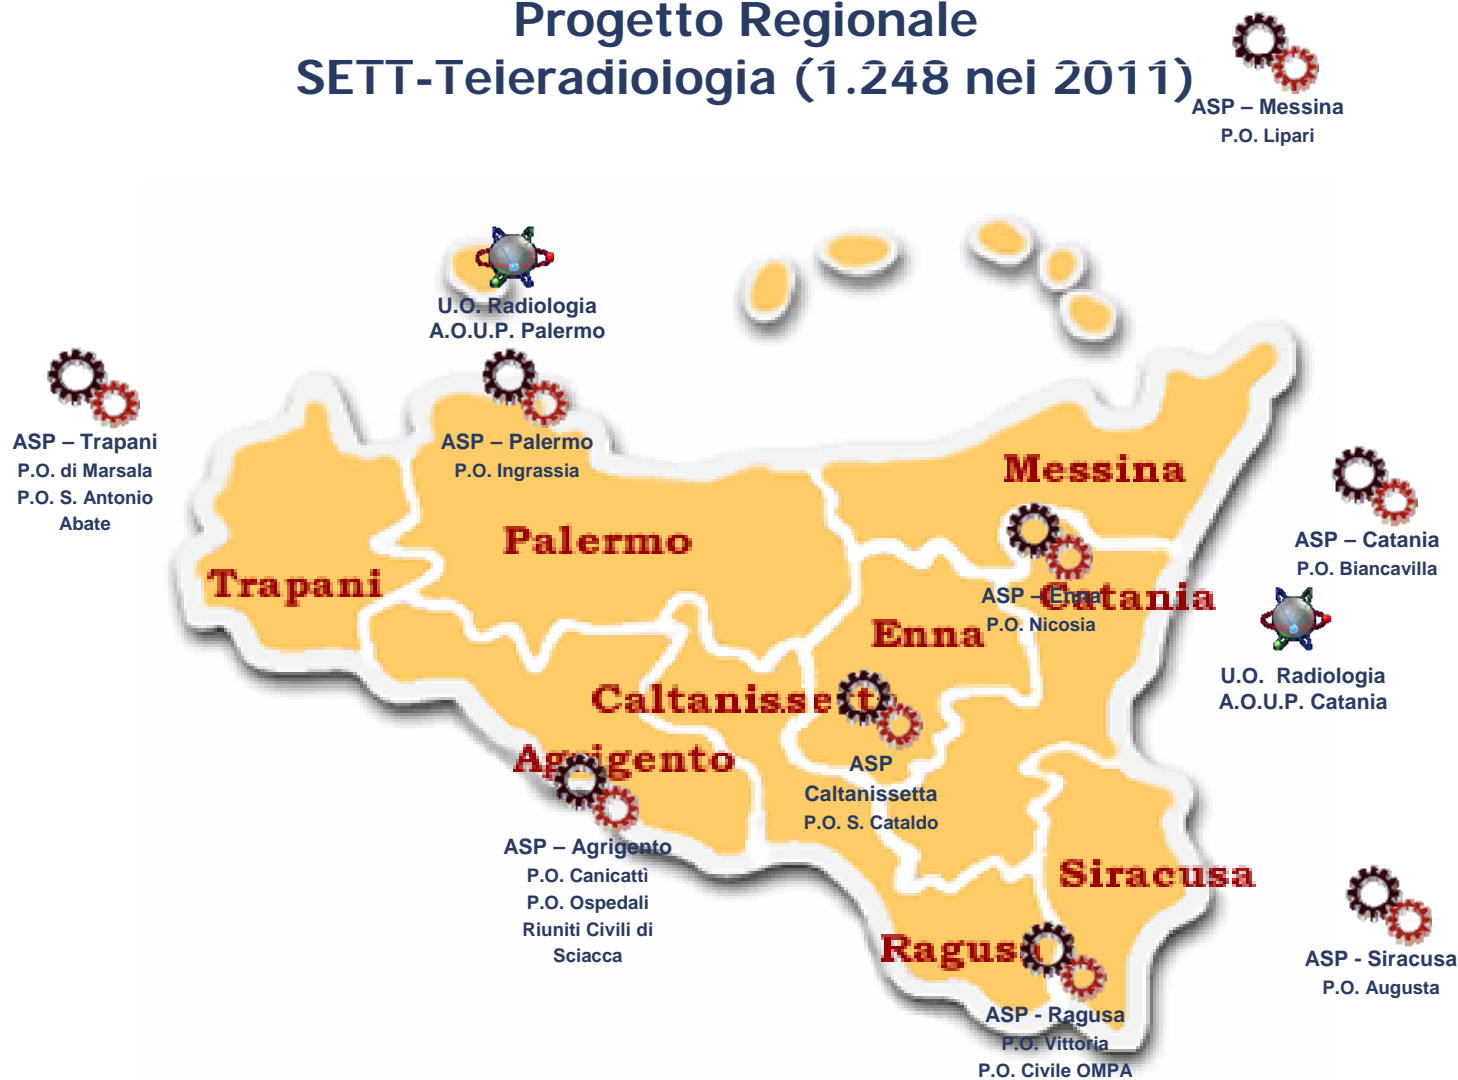 Progetto Regionale
SETT-Teleradiologia (1.248 nel 2011)
ASP – Messina
P.O. Lipari
U.O. Radiologia
A.O.U.P. Palermo
ASP – Trapani
P.O. di Marsala
P.O. S. Antonio
Abate
ASP – Palermo
P.O. Ingrassia
Messina
Palermo
Trapani
ASP – Catania
P.O. Biancavilla
ASP – Enna
P.O. Nicosia
Catania
Enna
U.O. Radiologia
A.O.U.P. Catania
Caltanissetta
Agrigento
ASP
Caltanissetta
P.O. S. Cataldo
ASP – Agrigento
P.O. Canicattì
P.O. Ospedali
Riuniti Civili di
Sciacca
Siracusa
Ragusa
ASP - Siracusa
P.O. Augusta
ASP - Ragusa
P.O. Vittoria
P.O. Civile OMPA